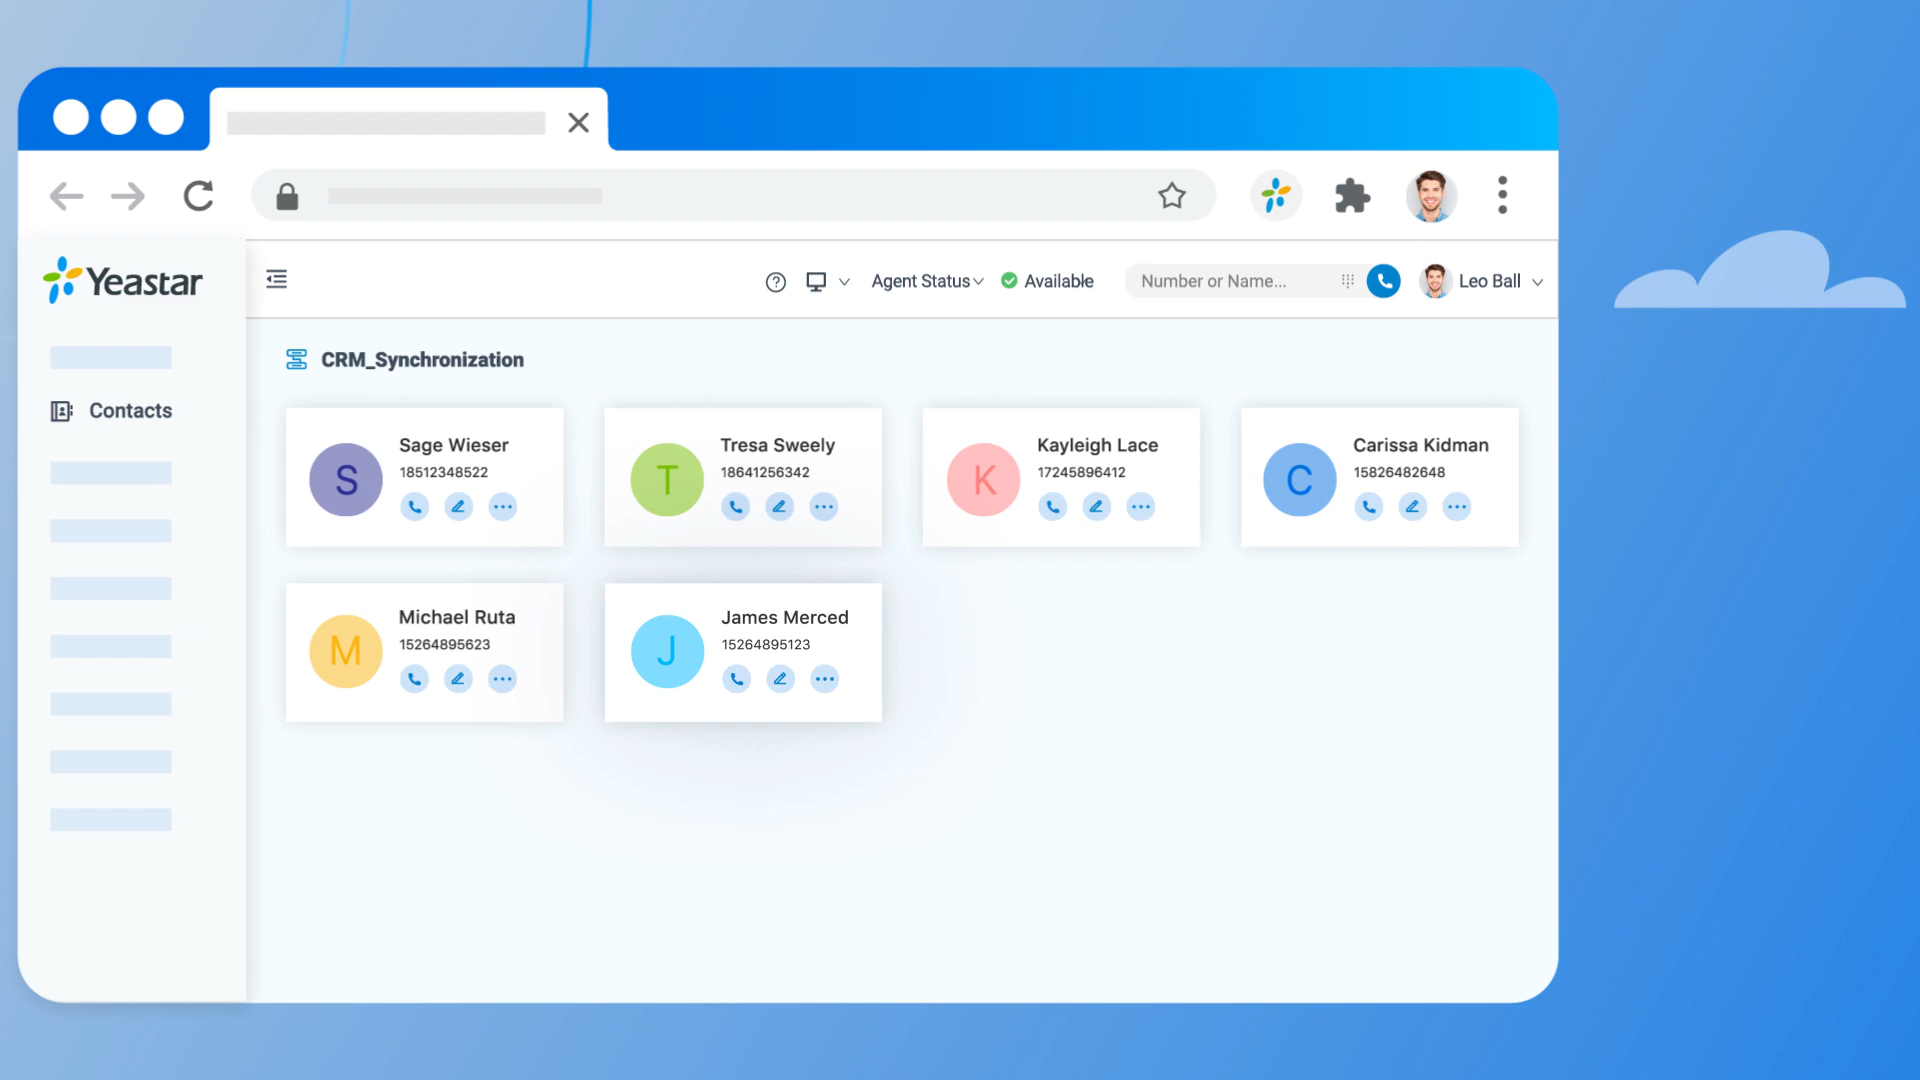 Yeastar
Agent Status
Available
Number or Name...
Leo Ball
CRM_Synchronization
Contacts
Sage Wieser
18512348522
Tresa Sweely
18641256342
Kayleigh Lace
17245896412
Carissa Kidman
15826482648
S
T
K
C
Michael Ruta
15264895623
James Merced
15264895123
M
J